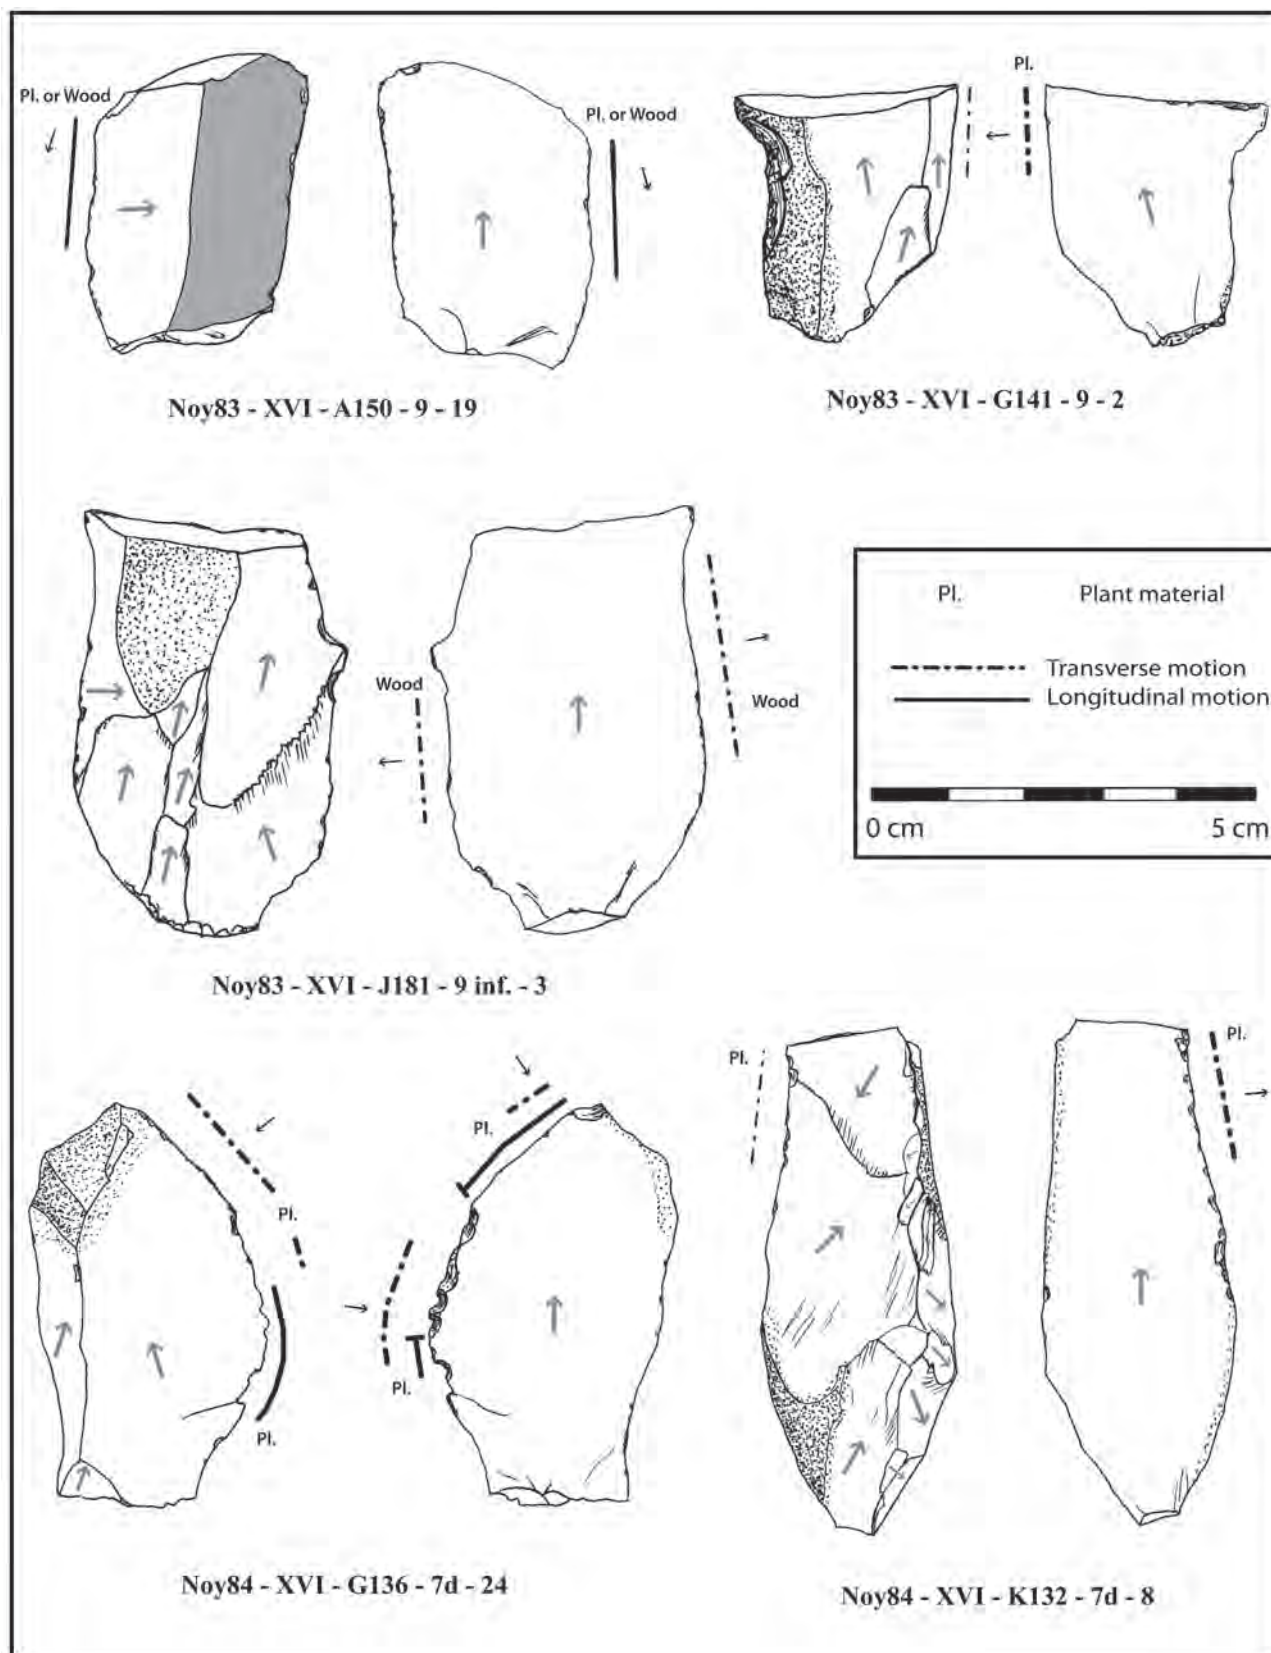 Pl. or Wood
Pl. or Wood
Pl.
Noy83 - XVI - A150 - 9 - 19
Noy83 - XVI - G141 - 9 - 2
Wood
Wood
Pl. Plant material
Transverse motion
Longitudinal motion
0 cm 5 cm
Noy83 - XVI - J181 - 9 inf. - 3
Pl.
Pl.
Pl.
Pl.
Pl.
Pl.
Noy84 - XVI - G136 - 7d - 24
Noy84 - XVI - K132 - 7d - 8